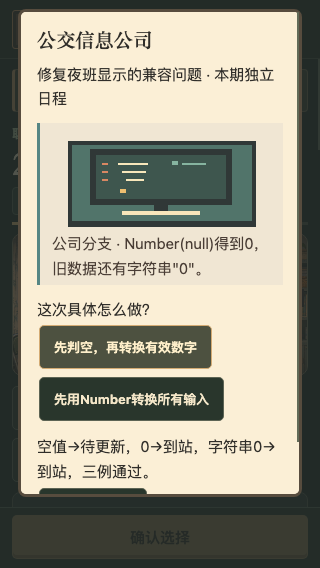 公交信息公司
修复夜班显示的兼容问题 · 本期独立
日程
公司分支 · Number(null)得到0，
旧数据还有字符串"0"。
这次具体怎么做?
先判空，再转换有效数字
先用Number转换所有输入
空值→待更新，0→到站，字符串0→
到站，三例通过。
确认选择